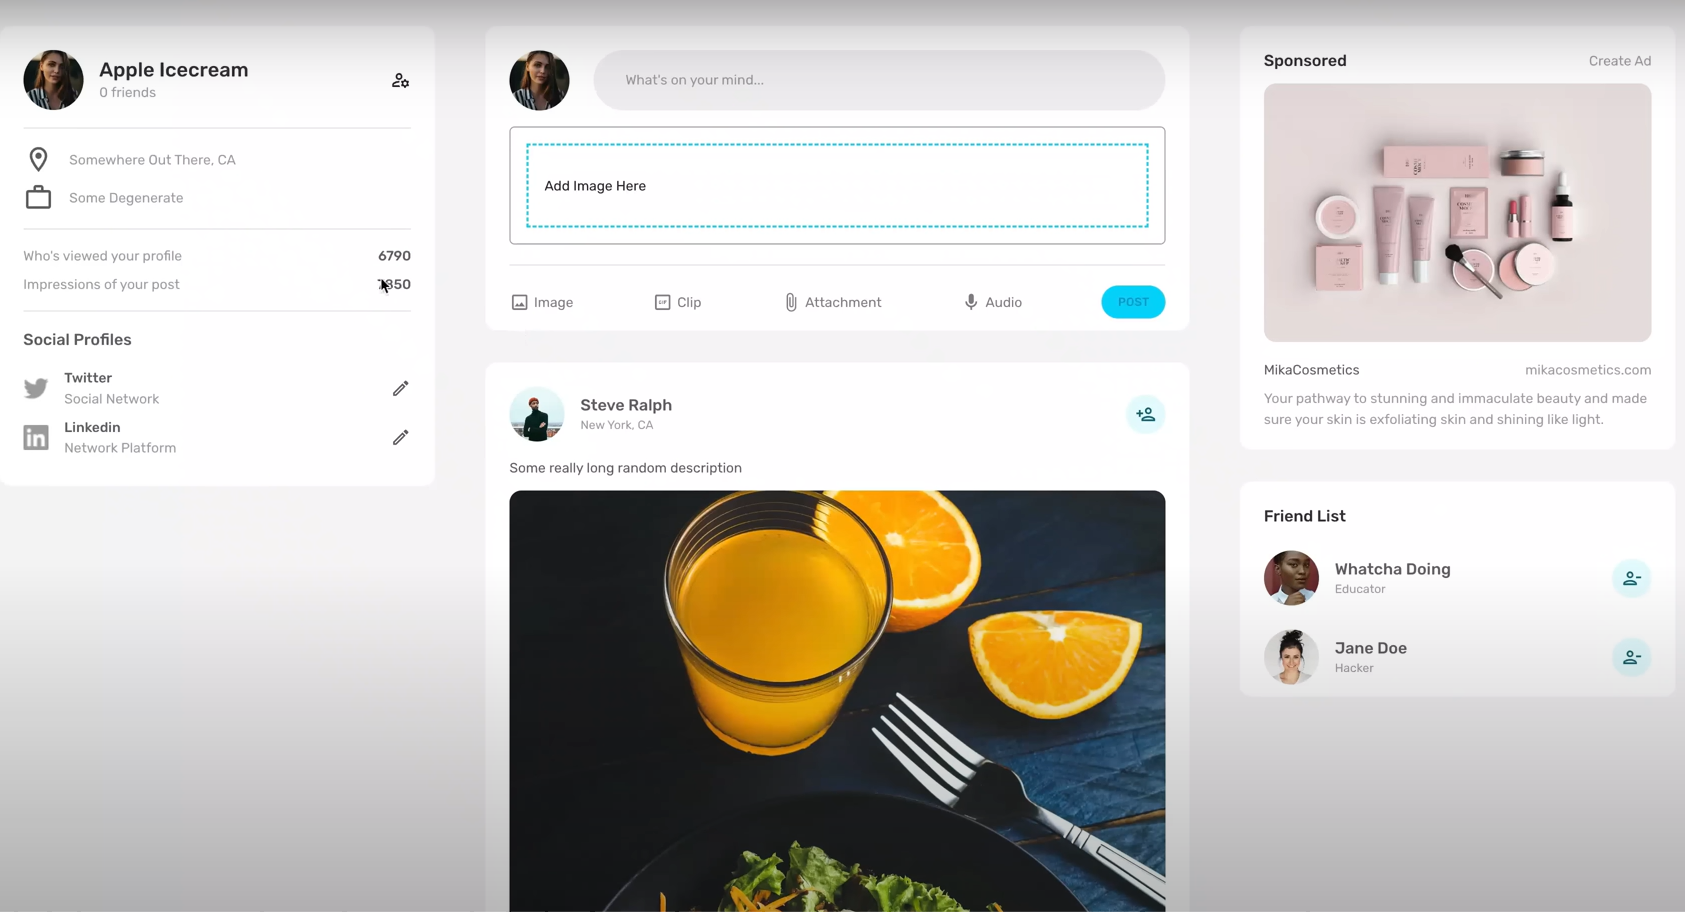 Apple Icecream
0 friends
Somewhere Out There, CA
Some Degenerate
Who's viewed your profile 6790
Impressions of your post
Social Profiles
Twitter
Social Network
Linkedin
Network Platform
What's on your mind...
Add Image Here
Image Clip Attachment Audio POST
Steve Ralph
New York, CA
Some really long random description
Sponsored Create Ad
MikaCosmetics mikacosmetics.com
Your pathway to stunning and immaculate beauty and made
sure your skin is exfoliating skin and shining like light.
Friend List
Whatcha Doing
Educator
Jane Doe
Hacker